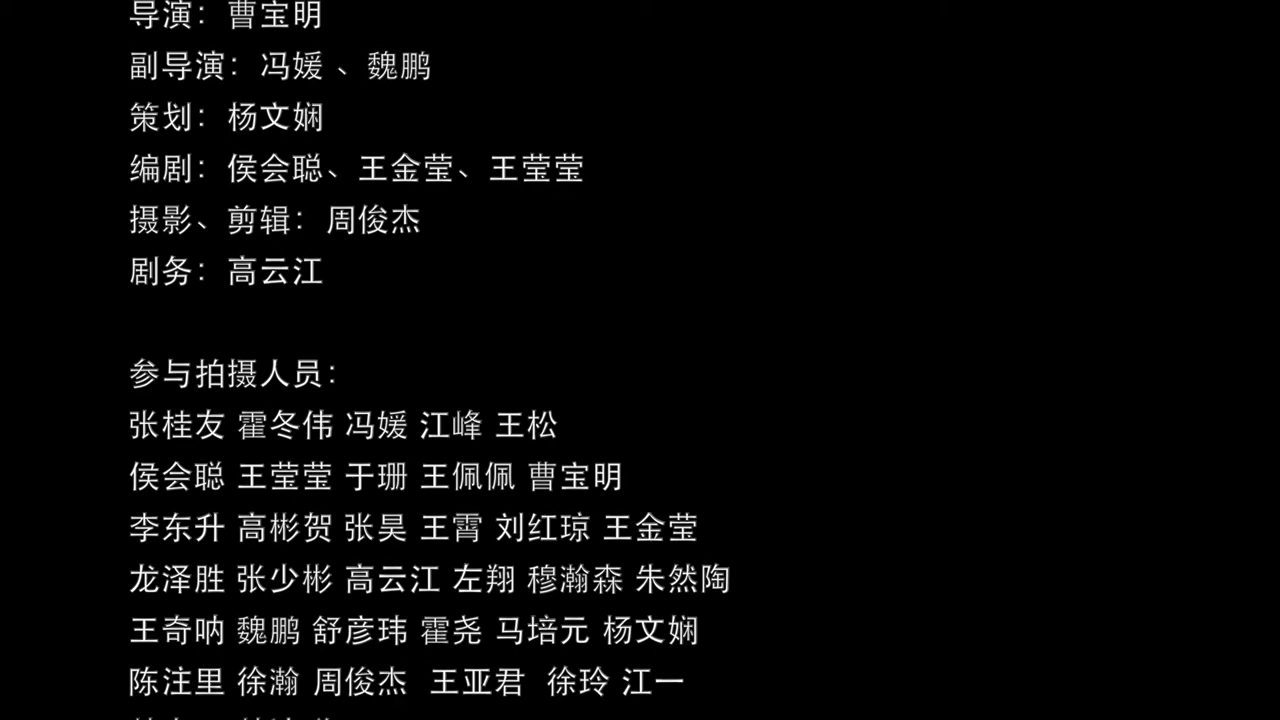 导演：曹宝明
副导演：冯媛 、魏鹏
策划：杨文娴
编剧：侯会聪、王金莹、王莹莹
摄影、剪辑：周俊杰
剧务：高云江
参与拍摄人员：
张桂友 霍冬伟 冯媛 江峰 王松
侯会聪 王莹莹 于珊 王佩佩 曹宝明
李东升 高彬贺 张昊 王霄 刘红琼 王金莹
龙泽胜 张少彬 高云江 左翔 穆瀚森 朱然陶
王奇呐 魏鹏 舒彦玮 霍尧 马培元 杨文娴
陈注里 徐瀚 周俊杰 王亚君 徐玲 江一